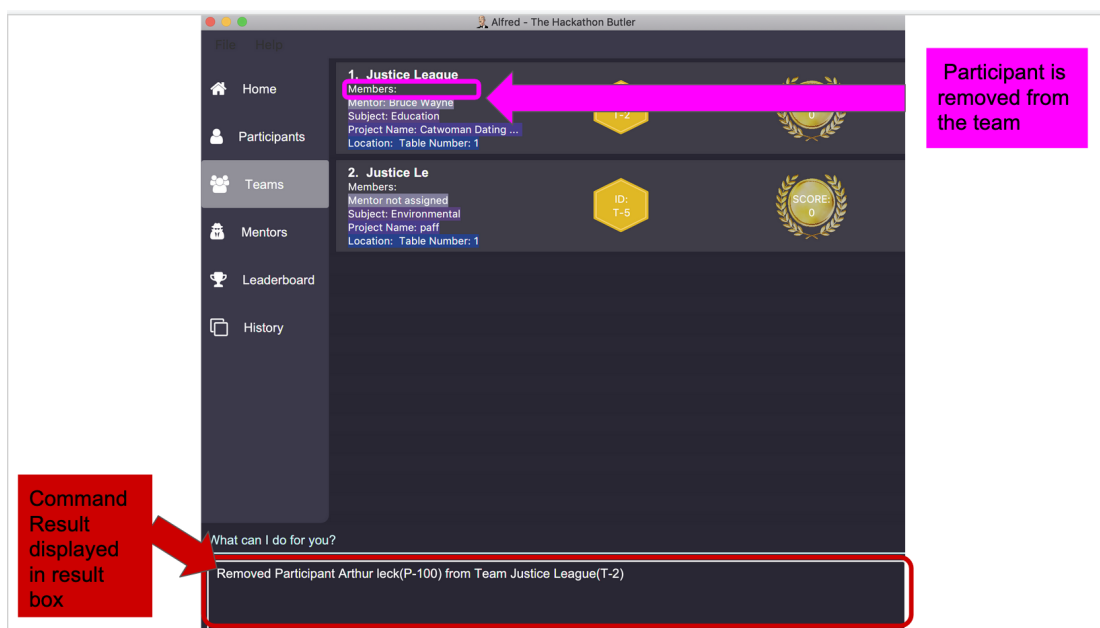 Alfred - The Hackathon Butler
File Help
Home
Participants
Teams
Mentors
Leaderboard
History
1. Justice League
Members:
Mentor: Bruce Wayne
Subject: Education
Project Name: Catwoman Dating ...
Location: Table Number: 1
T-2
0
2. Justice Le
Members:
Mentor not assigned
Subject: Environmental
Project Name: paff
Location: Table Number: 1
ID:
T-5
SCORE:
0
Participant is
removed from
the team
Command
Result
displayed
in result
box
What can I do for you?
Removed Participant Arthur leck(P-100) from Team Justice League(T-2)